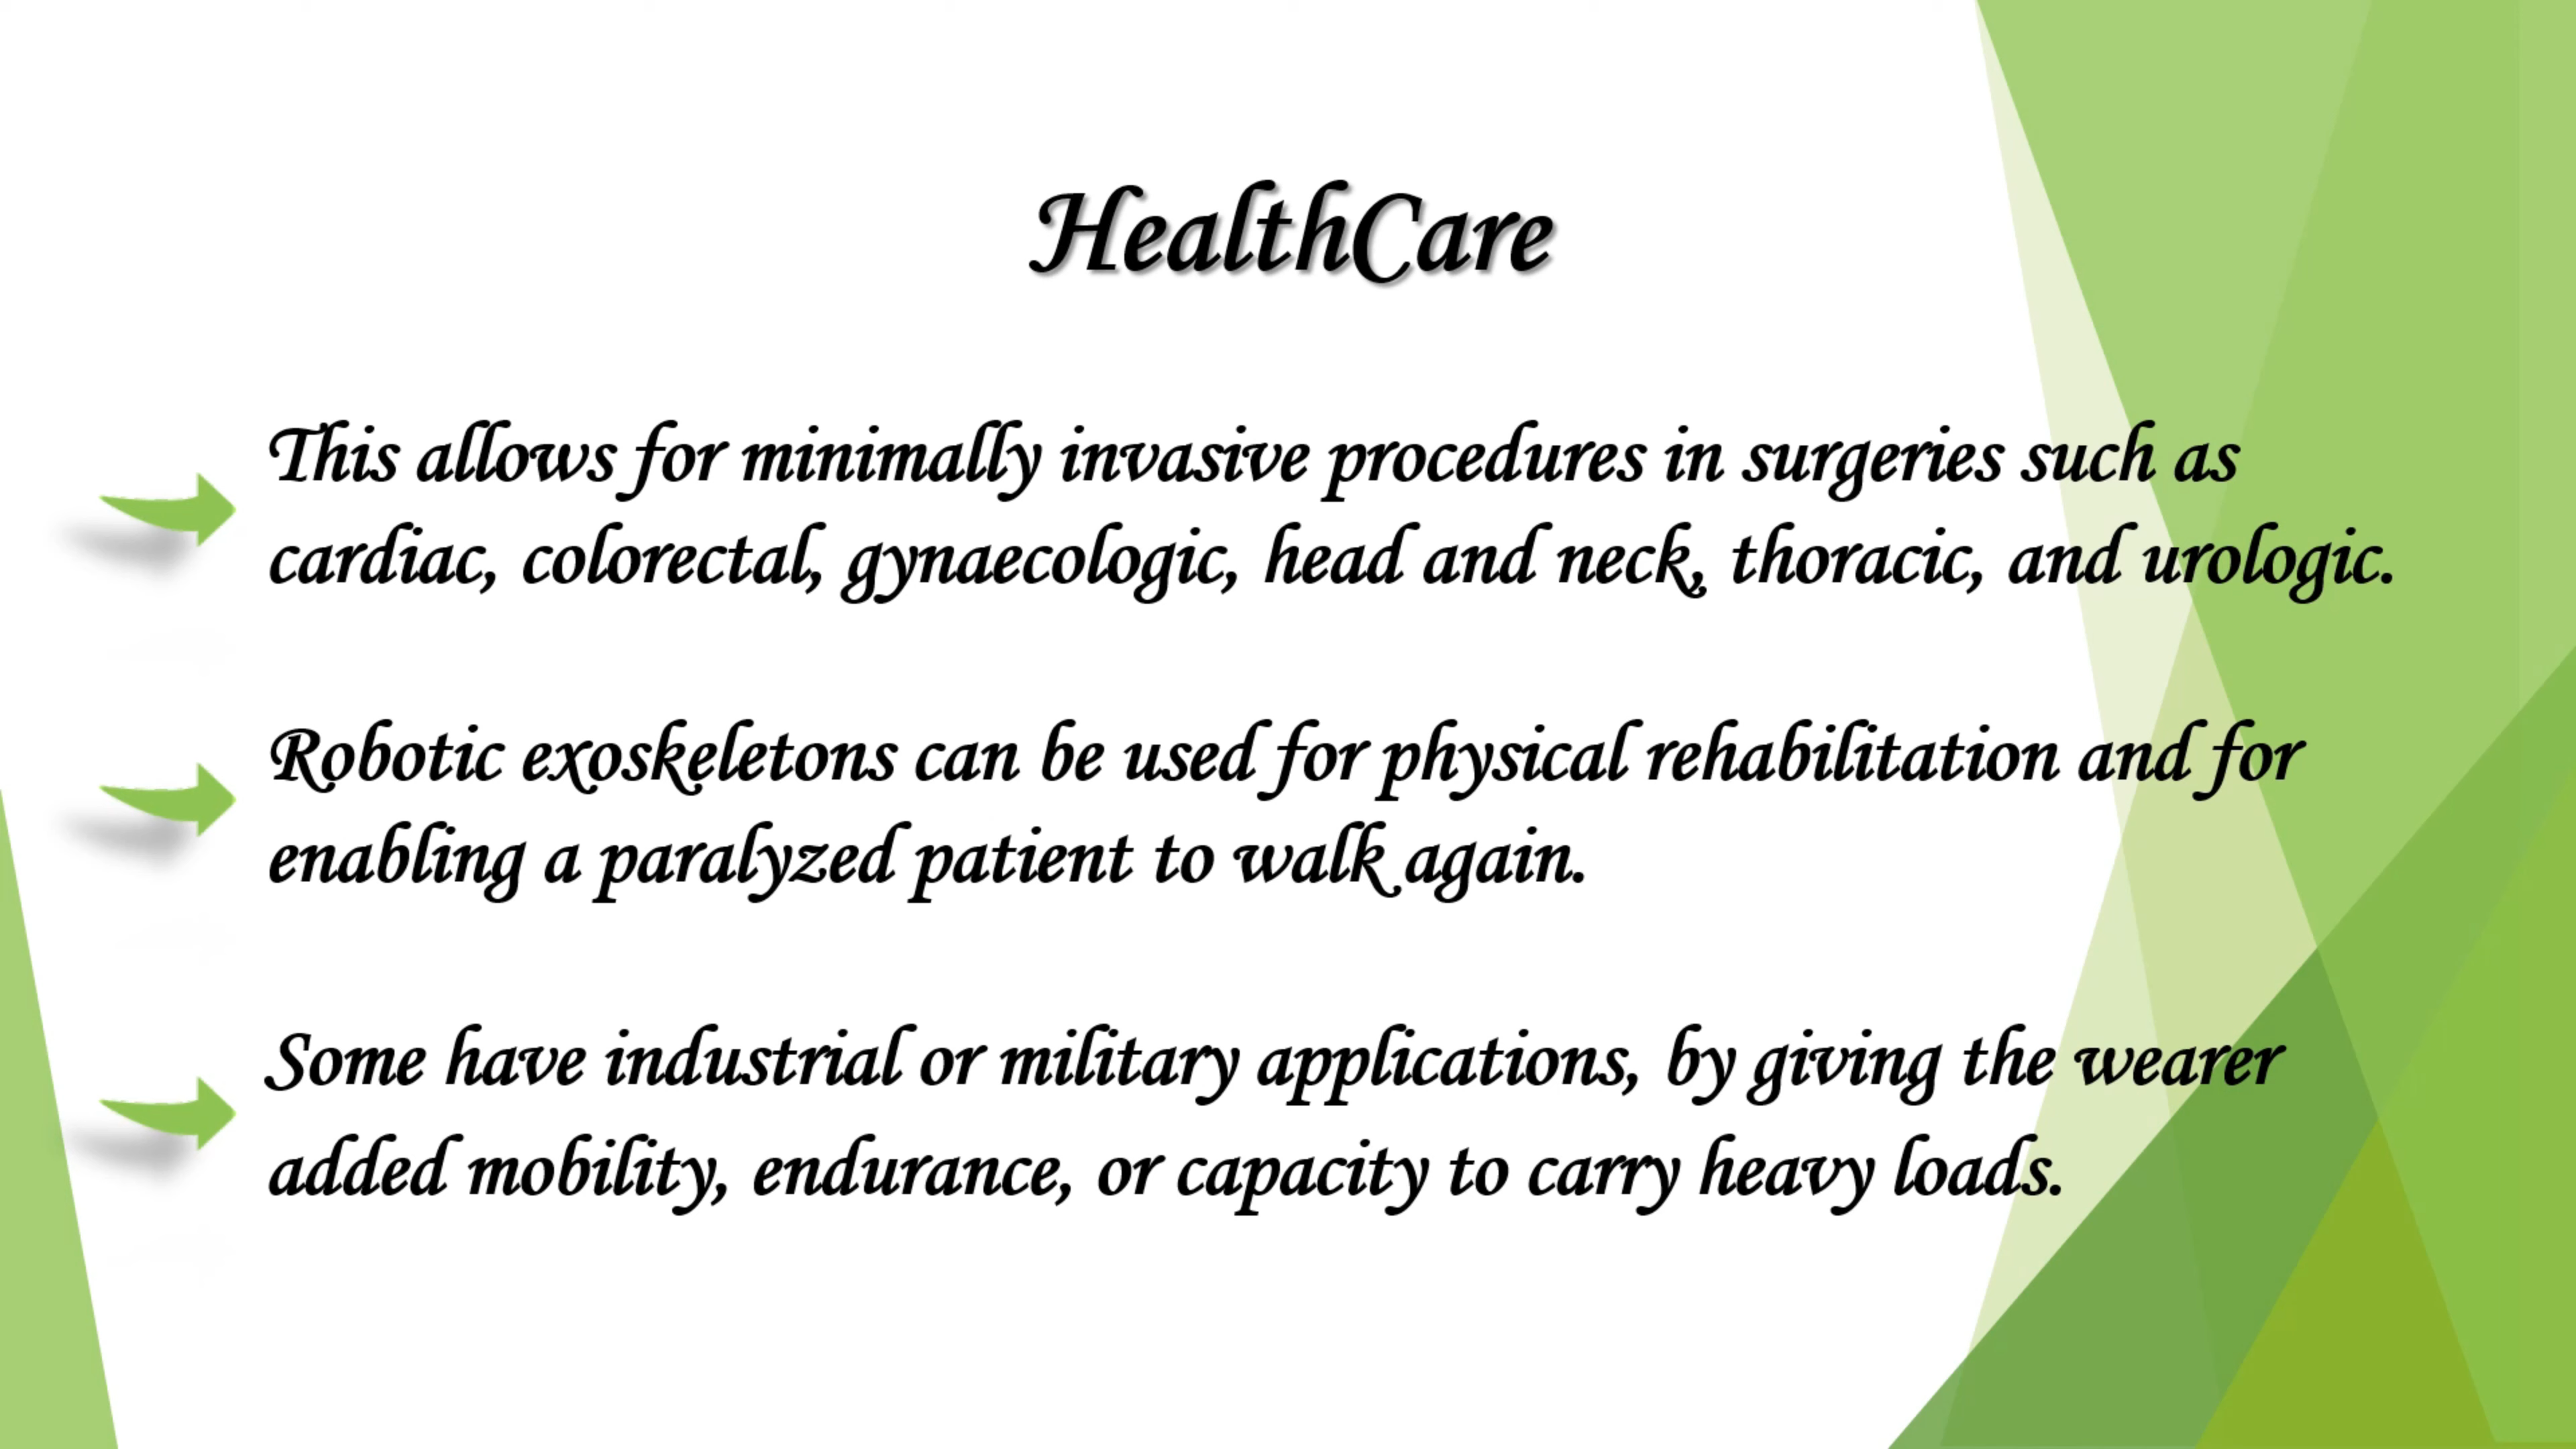 HealthCare
This allows for minimally invasive procedures in surgeries such as
cardiac, colorectal, gynaecologic, head and neck, thoracic, and urologic.
Robotic exoskeletons can be used for physical rehabilitation and for
enabling a paralyzed patient to walk again.
Some have industrial or military applications, by giving the wearer
added mobility, endurance, or capacity to carry heavy loads.